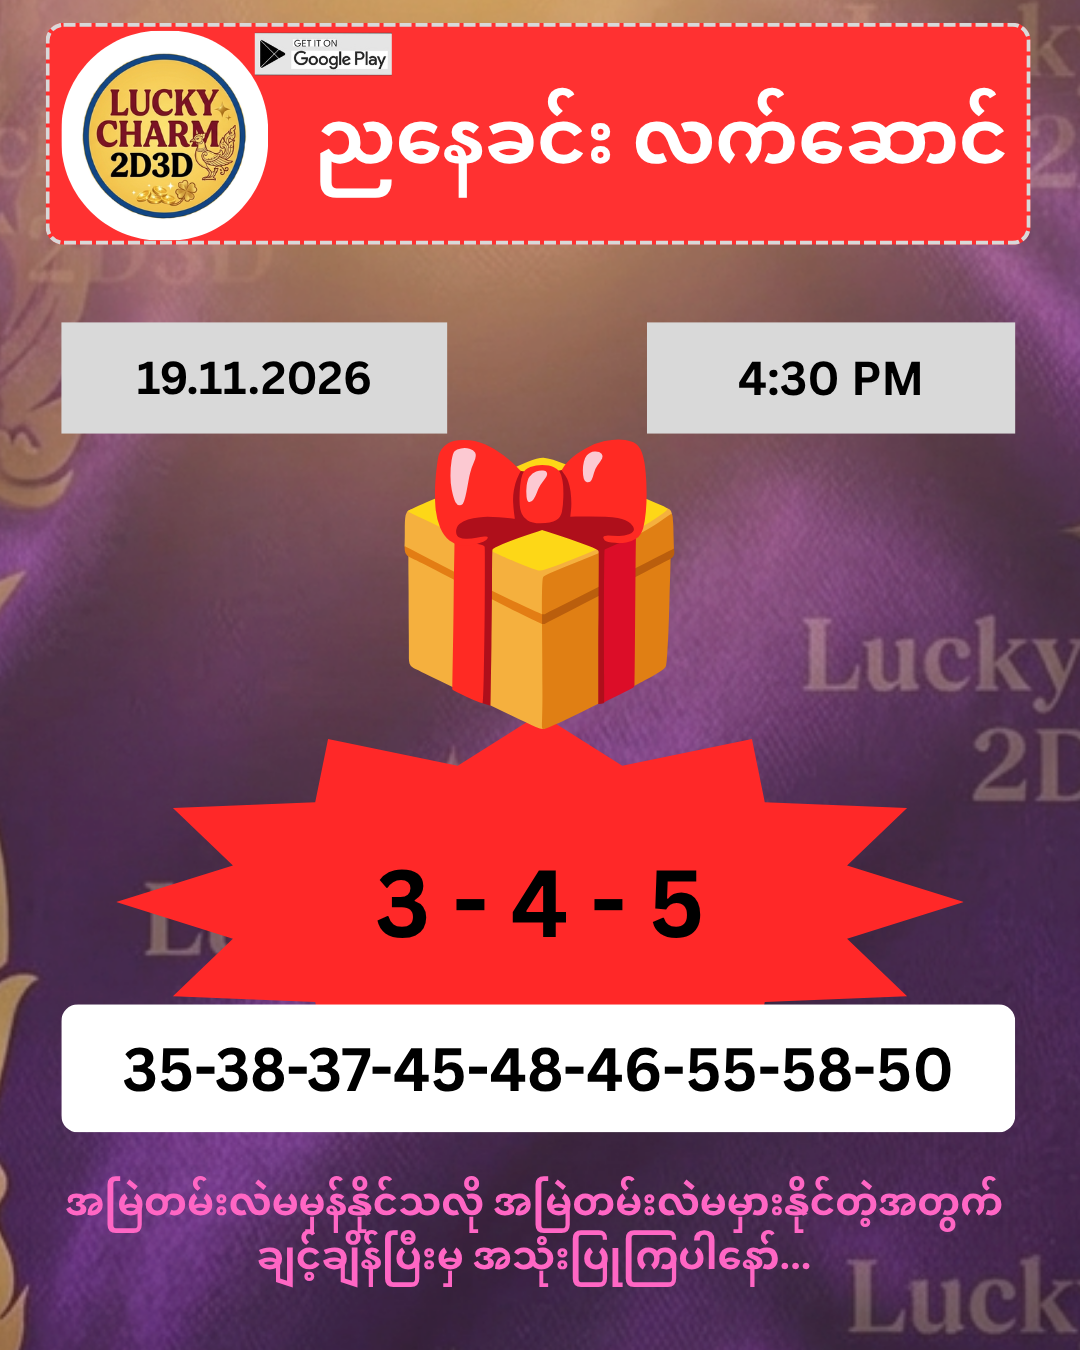 GET IT ON
Google Play
LUCKY
CHARM
2D3D
ညနေခင်း လက်ဆောင်
19.11.2026
4:30 PM
Lucky
2D
3 - 4 - 5
35-38-37-45-48-46-55-58-50
အမြဲတမ်းလဲမမှန်နိုင်သလို အမြဲတမ်းလဲမမှားနိုင်တဲ့အတွက်
ချင့်ချိန်ပြီးမှ အသုံးပြုကြပါနော်...
Luck